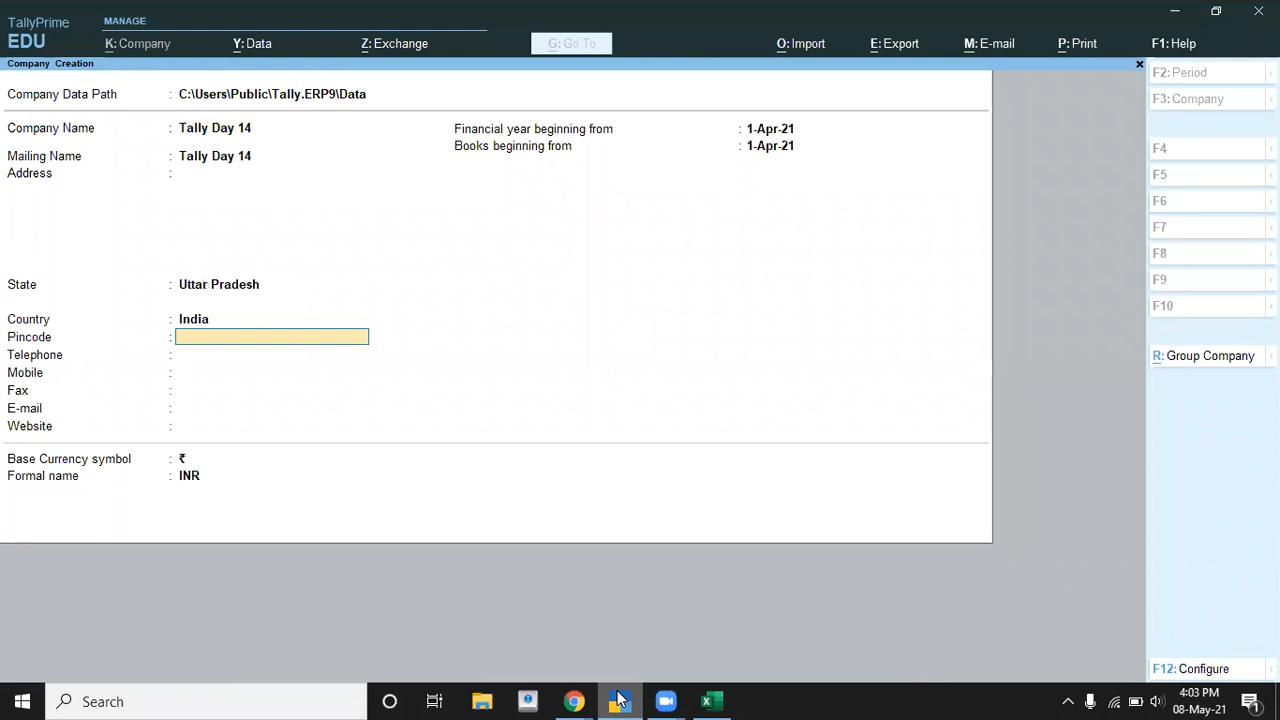 TallyPrime
EDU
MANAGE
K: Company
Y: Data
Z: Exchange
G: Go To
O: Import
E: Export
M: E-mail
P: Print
F1: Help
Company Creation
Company Data Path : C:\Users\Public\Tally.ERP9\Data
Company Name : Tally Day 14
Financial year beginning from : 1-Apr-21
Books beginning from : 1-Apr-21
Mailing Name : Tally Day 14
Address :
State : Uttar Pradesh
Country : India
Pincode :
Telephone :
Mobile :
Fax :
E-mail :
Website :
Base Currency symbol : ₹
Formal name : INR
F2: Period
F3: Company
F4
F5
F6
F7
F8
F9
F10
R: Group Company
F12: Configure
Search
4:03 PM
08-May-21
1